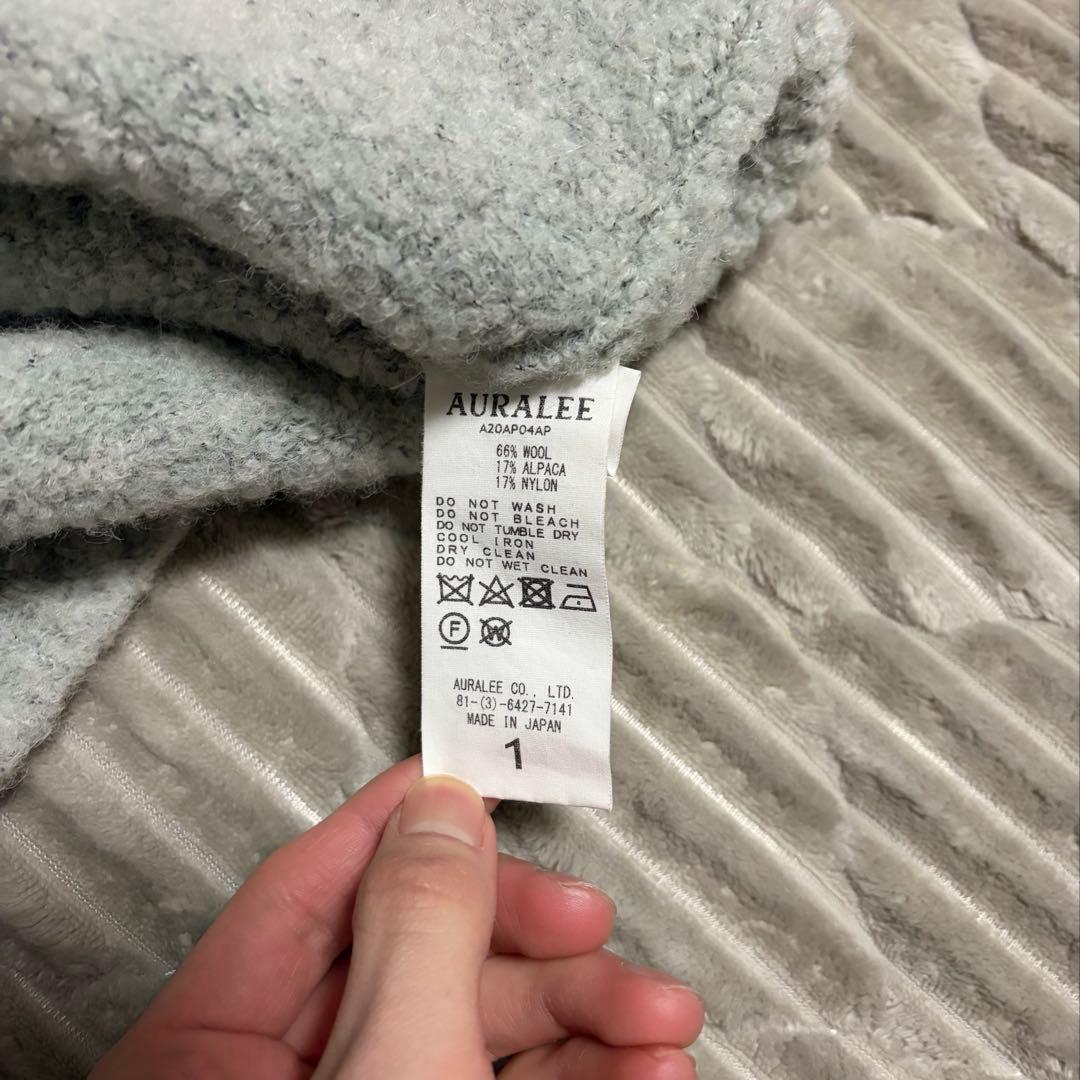 AURALEE
A20AP04AP
66% WOOL
17% ALPACA
17% NYLON
DO NOT WASH
DO NOT BLEACH
DO NOT TUMBLE DRY
COOL IRON
DRY CLEAN
DO NOT WET CLEAN
F W
AURALEE CO., LTD.
81-(3)-6427-7141
MADE IN JAPAN
1